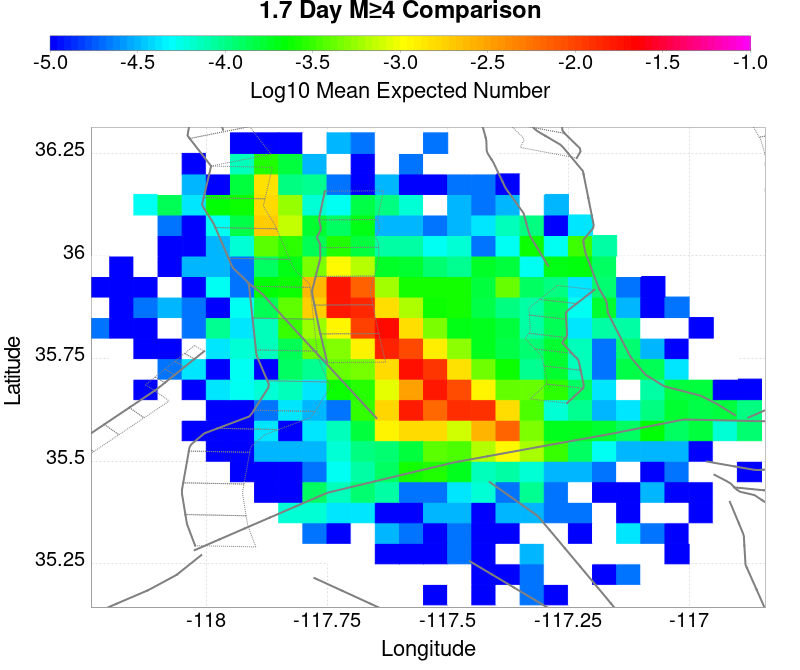 1.7 Day M≥4 Comparison
-5.0 -4.5 -4.0 -3.5 -3.0 -2.5 -2.0 -1.5 -1.0
Log10 Mean Expected Number
36.25
36
35.75
35.5
35.25
Latitude
-118 -117.75 -117.5 -117.25 -117
Longitude